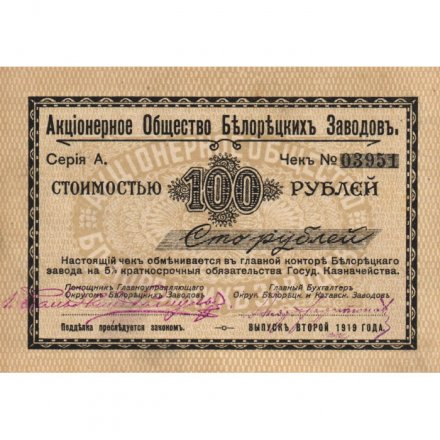 Акціонерное Общество Бѣлорѣцкихъ Заводовъ.
Серія А. Чекъ № 03951
СТОИМОСТЬЮ 100 РУБЛЕЙ
Сто рублей
Настоящій чекъ обмѣнивается въ главной конторѣ Бѣлорѣцкаго
завода на 5% краткосрочныя обязательства Госуд. Казначейства.
Помощникъ Главноуправляющаго Главный Бухгалтеръ
Округомъ Бѣлорѣцкихъ Заводовъ Округ. Бѣлорѣцк. и Катавск. Заводовъ
Поддѣлка преслѣдуется закономъ. ВЫПУСКЪ ВТОРОЙ 1919 ГОДА.